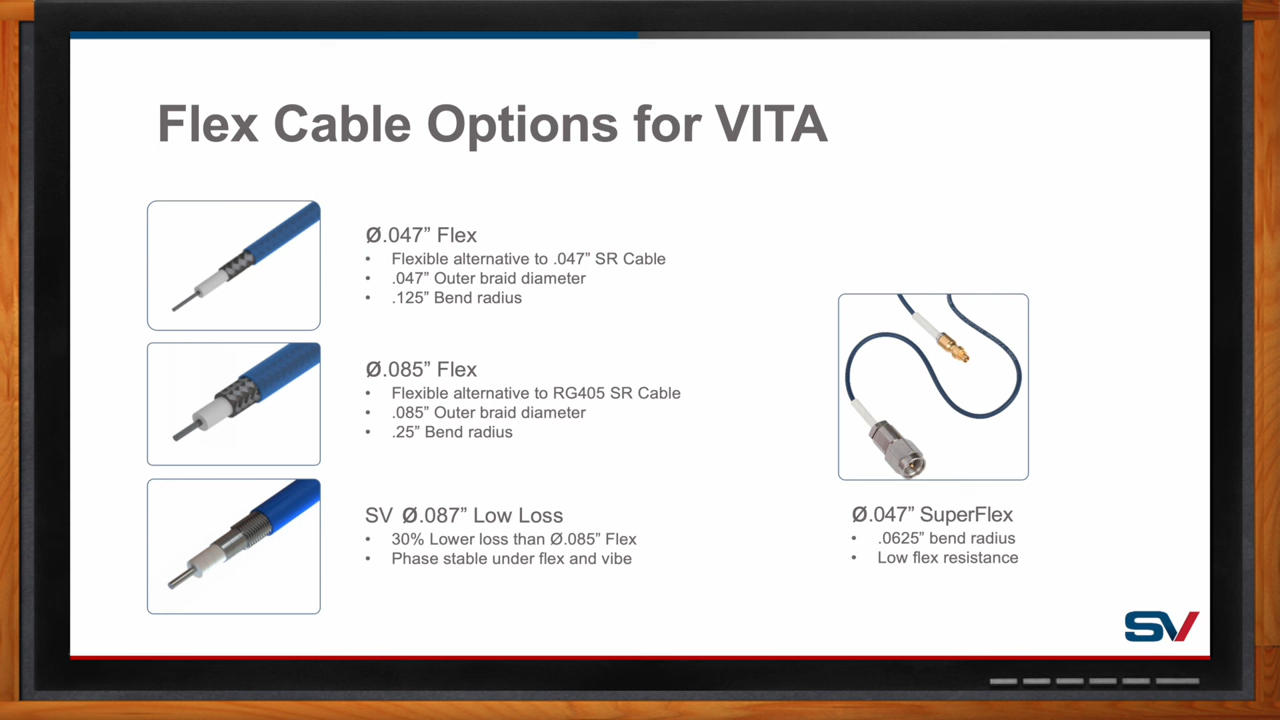 Flex Cable Options for VITA
Ø.047” Flex
• Flexible alternative to .047” SR Cable
• .047” Outer braid diameter
• .125” Bend radius
Ø.085” Flex
• Flexible alternative to RG405 SR Cable
• .085” Outer braid diameter
• .25” Bend radius
SV Ø.087” Low Loss
• 30% Lower loss than Ø.085” Flex
• Phase stable under flex and vibe
Ø.047” SuperFlex
• .0625” bend radius
• Low flex resistance
SV